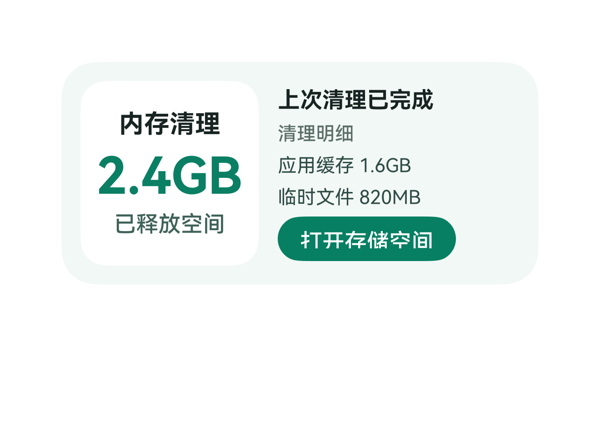 内存清理
2.4GB
已释放空间
上次清理已完成
清理明细
应用缓存 1.6GB
临时文件 820MB
打开存储空间